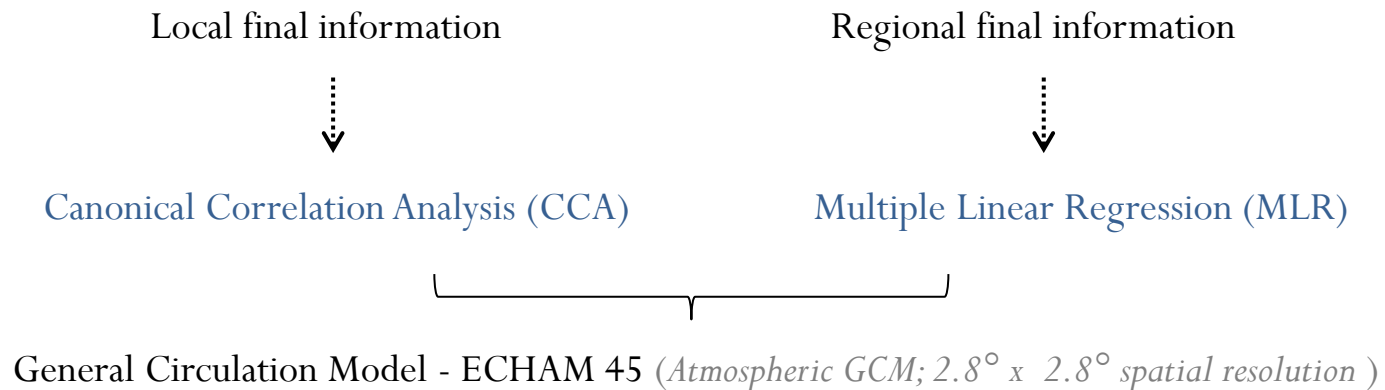 Local final information
Regional final information
Canonical Correlation Analysis (CCA)
Multiple Linear Regression (MLR)
General Circulation Model - ECHAM 45 (Atmospheric GCM; 2.8° x 2.8° spatial resolution )